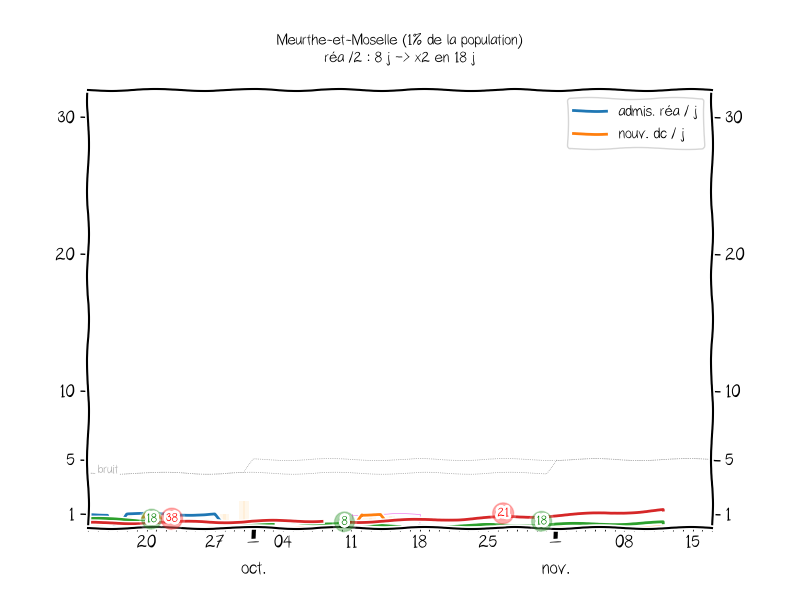 Meurthe-et-Moselle (1% de la population)
réa /2 : 8 j -> x2 en 18 j
admis. réa / j
nouv. dc / j
30 30
20 20
10 10
5 5
bruit
1 1
18 38 8 21 18
20 27 04 11 18 25 08 15
oct. nov.